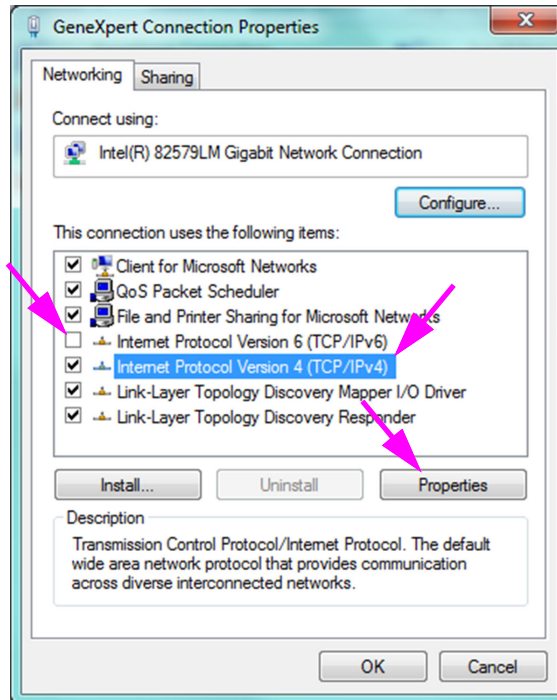 GeneXpert Connection Properties
Networking Sharing
Connect using:
Intel(R) 82579LM Gigabit Network Connection
Configure...
This connection uses the following items:
Client for Microsoft Networks
QoS Packet Scheduler
File and Printer Sharing for Microsoft Networks
Internet Protocol Version 6 (TCP/IPv6)
Internet Protocol Version 4 (TCP/IPv4)
Link-Layer Topology Discovery Mapper I/O Driver
Link-Layer Topology Discovery Responder
Install... Uninstall Properties
Description
Transmission Control Protocol/Internet Protocol. The default
wide area network protocol that provides communication
across diverse interconnected networks.
OK Cancel